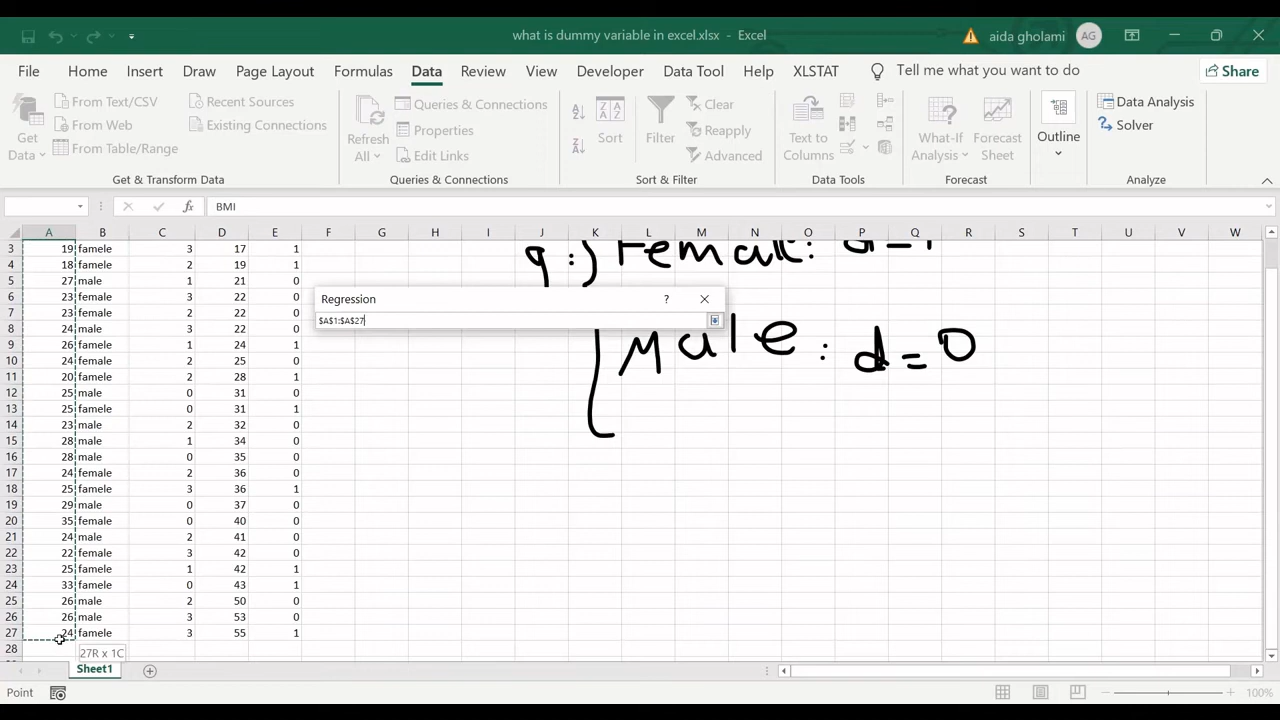 what is dummy variable in excel.xlsx - Excel
aida gholami AG
File Home Insert Draw Page Layout Formulas Data Review View Developer Data Tool Help XLSTAT Tell me what you want to do Share
Get Data
From Text/CSV
From Web
From Table/Range
Recent Sources
Existing Connections
Refresh All
Queries & Connections
Properties
Edit Links
Sort
Filter
Clear
Reapply
Advanced
Text to Columns
What-If Analysis
Forecast Sheet
Outline
Data Analysis
Solver
Get & Transform Data Queries & Connections Sort & Filter Data Tools Forecast Analyze
fx BMI
A B C D E F G H I J K L M N O P Q R S T U V W
3 19 famele 3 17 1
4 18 famele 2 19 1
5 27 male 1 21 0
6 23 female 3 22 0
7 23 female 2 22 0
8 24 male 3 22 0
9 26 famele 1 24 1
10 24 female 2 25 0
11 20 famele 2 28 1
12 25 male 0 31 0
13 25 famele 0 31 1
14 23 male 2 32 0
15 28 male 1 34 0
16 28 male 0 35 0
17 24 female 2 36 0
18 25 famele 3 36 1
19 29 male 0 37 0
20 35 female 0 40 0
21 24 male 2 41 0
22 22 female 3 42 0
23 25 famele 1 42 1
24 33 famele 0 43 1
25 26 male 2 50 0
26 26 male 3 53 0
27 24 famele 3 55 1
28
Regression ?
$A$1:$A$27
Male : d=0
27R x 1C
Sheet1
Point
100%